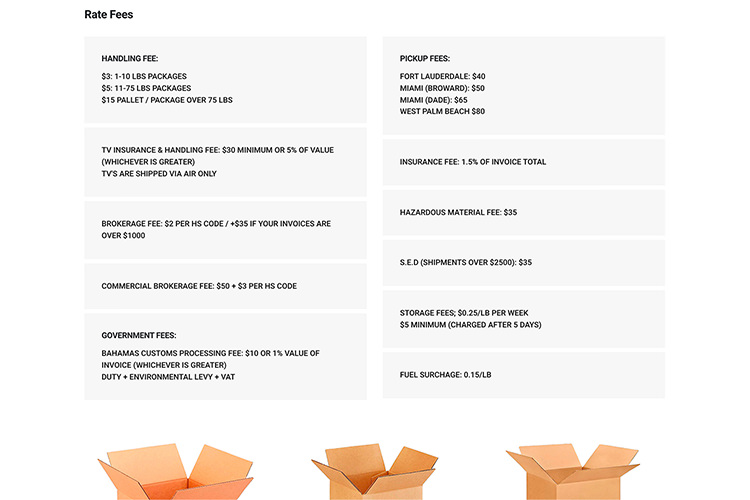 Rate Fees
HANDLING FEE:
$3: 1-10 LBS PACKAGES
$5: 11-75 LBS PACKAGES
$15 PALLET / PACKAGE OVER 75 LBS
TV INSURANCE & HANDLING FEE: $30 MINIMUM OR 5% OF VALUE
(WHICHEVER IS GREATER)
TV'S ARE SHIPPED VIA AIR ONLY
BROKERAGE FEE: $2 PER HS CODE / +$35 IF YOUR INVOICES ARE
OVER $1000
COMMERCIAL BROKERAGE FEE: $50 + $3 PER HS CODE
GOVERNMENT FEES:
BAHAMAS CUSTOMS PROCESSING FEE: $10 OR 1% VALUE OF
INVOICE (WHICHEVER IS GREATER)
DUTY + ENVIRONMENTAL LEVY + VAT
PICKUP FEES:
FORT LAUDERDALE: $40
MIAMI (BROWARD): $50
MIAMI (DADE): $65
WEST PALM BEACH $80
INSURANCE FEE: 1.5% OF INVOICE TOTAL
HAZARDOUS MATERIAL FEE: $35
S.E.D (SHIPMENTS OVER $2500): $35
STORAGE FEES; $0.25/LB PER WEEK
$5 MINIMUM (CHARGED AFTER 5 DAYS)
FUEL SURCHAGE: 0.15/LB